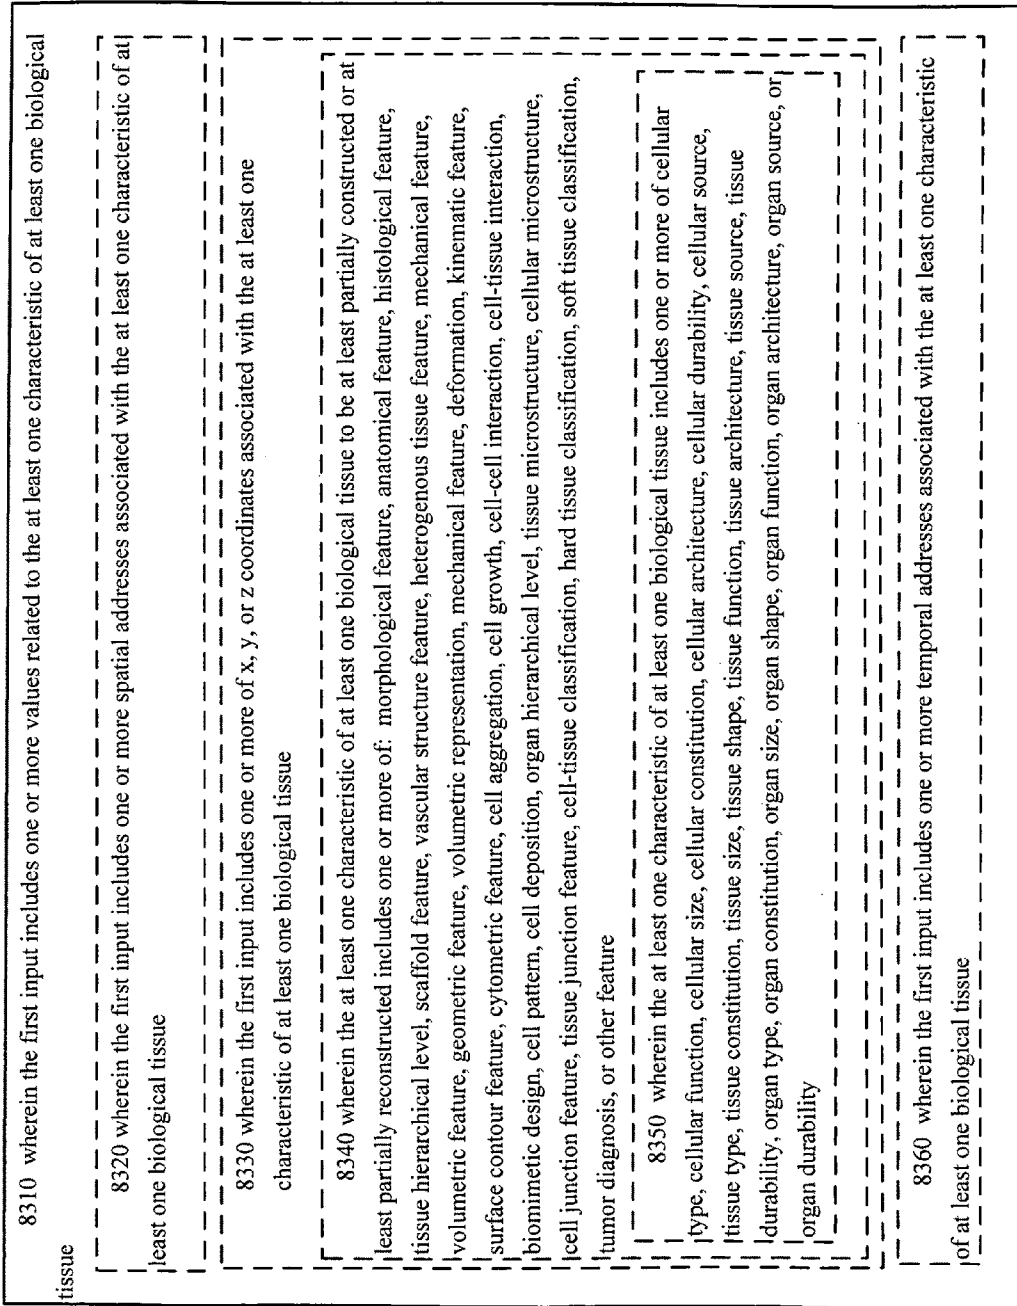 8310 wherein the first input includes one or more values related to the at least one characteristic of at least one biological
tissue
8320 wherein the first input includes one or more spatial addresses associated with the at least one characteristic of at
least one biological tissue
8330 wherein the first input includes one or more of x, y, or z coordinates associated with the at least one
characteristic of at least one biological tissue
8340 wherein the at least one characteristic of at least one biological tissue to be at least partially constructed or at
least partially reconstructed includes one or more of: morphological feature, anatomical feature, histological feature,
tissue hierarchical level, scaffold feature, vascular structure feature, heterogenous tissue feature, mechanical feature,
volumetric feature, geometric feature, volumetric representation, mechanical feature, deformation, kinematic feature,
surface contour feature, cytometric feature, cell aggregation, cell growth, cell-cell interaction, cell-tissue interaction,
biomimetic design, cell pattern, cell deposition, organ hierarchical level, tissue microstructure, cellular microstructure,
cell junction feature, tissue junction feature, cell-tissue classification, hard tissue classification, soft tissue classification,
tumor diagnosis, or other feature
8350 wherein the at least one characteristic of at least one biological tissue includes one or more of cellular
type, cellular function, cellular size, cellular constitution, cellular architecture, cellular durability, cellular source,
tissue type, tissue constitution, tissue size, tissue shape, tissue function, tissue architecture, tissue source, tissue
durability, organ type, organ constitution, organ size, organ shape, organ function, organ architecture, organ source, or
organ durability
8360 wherein the first input includes one or more temporal addresses associated with the at least one characteristic
of at least one biological tissue